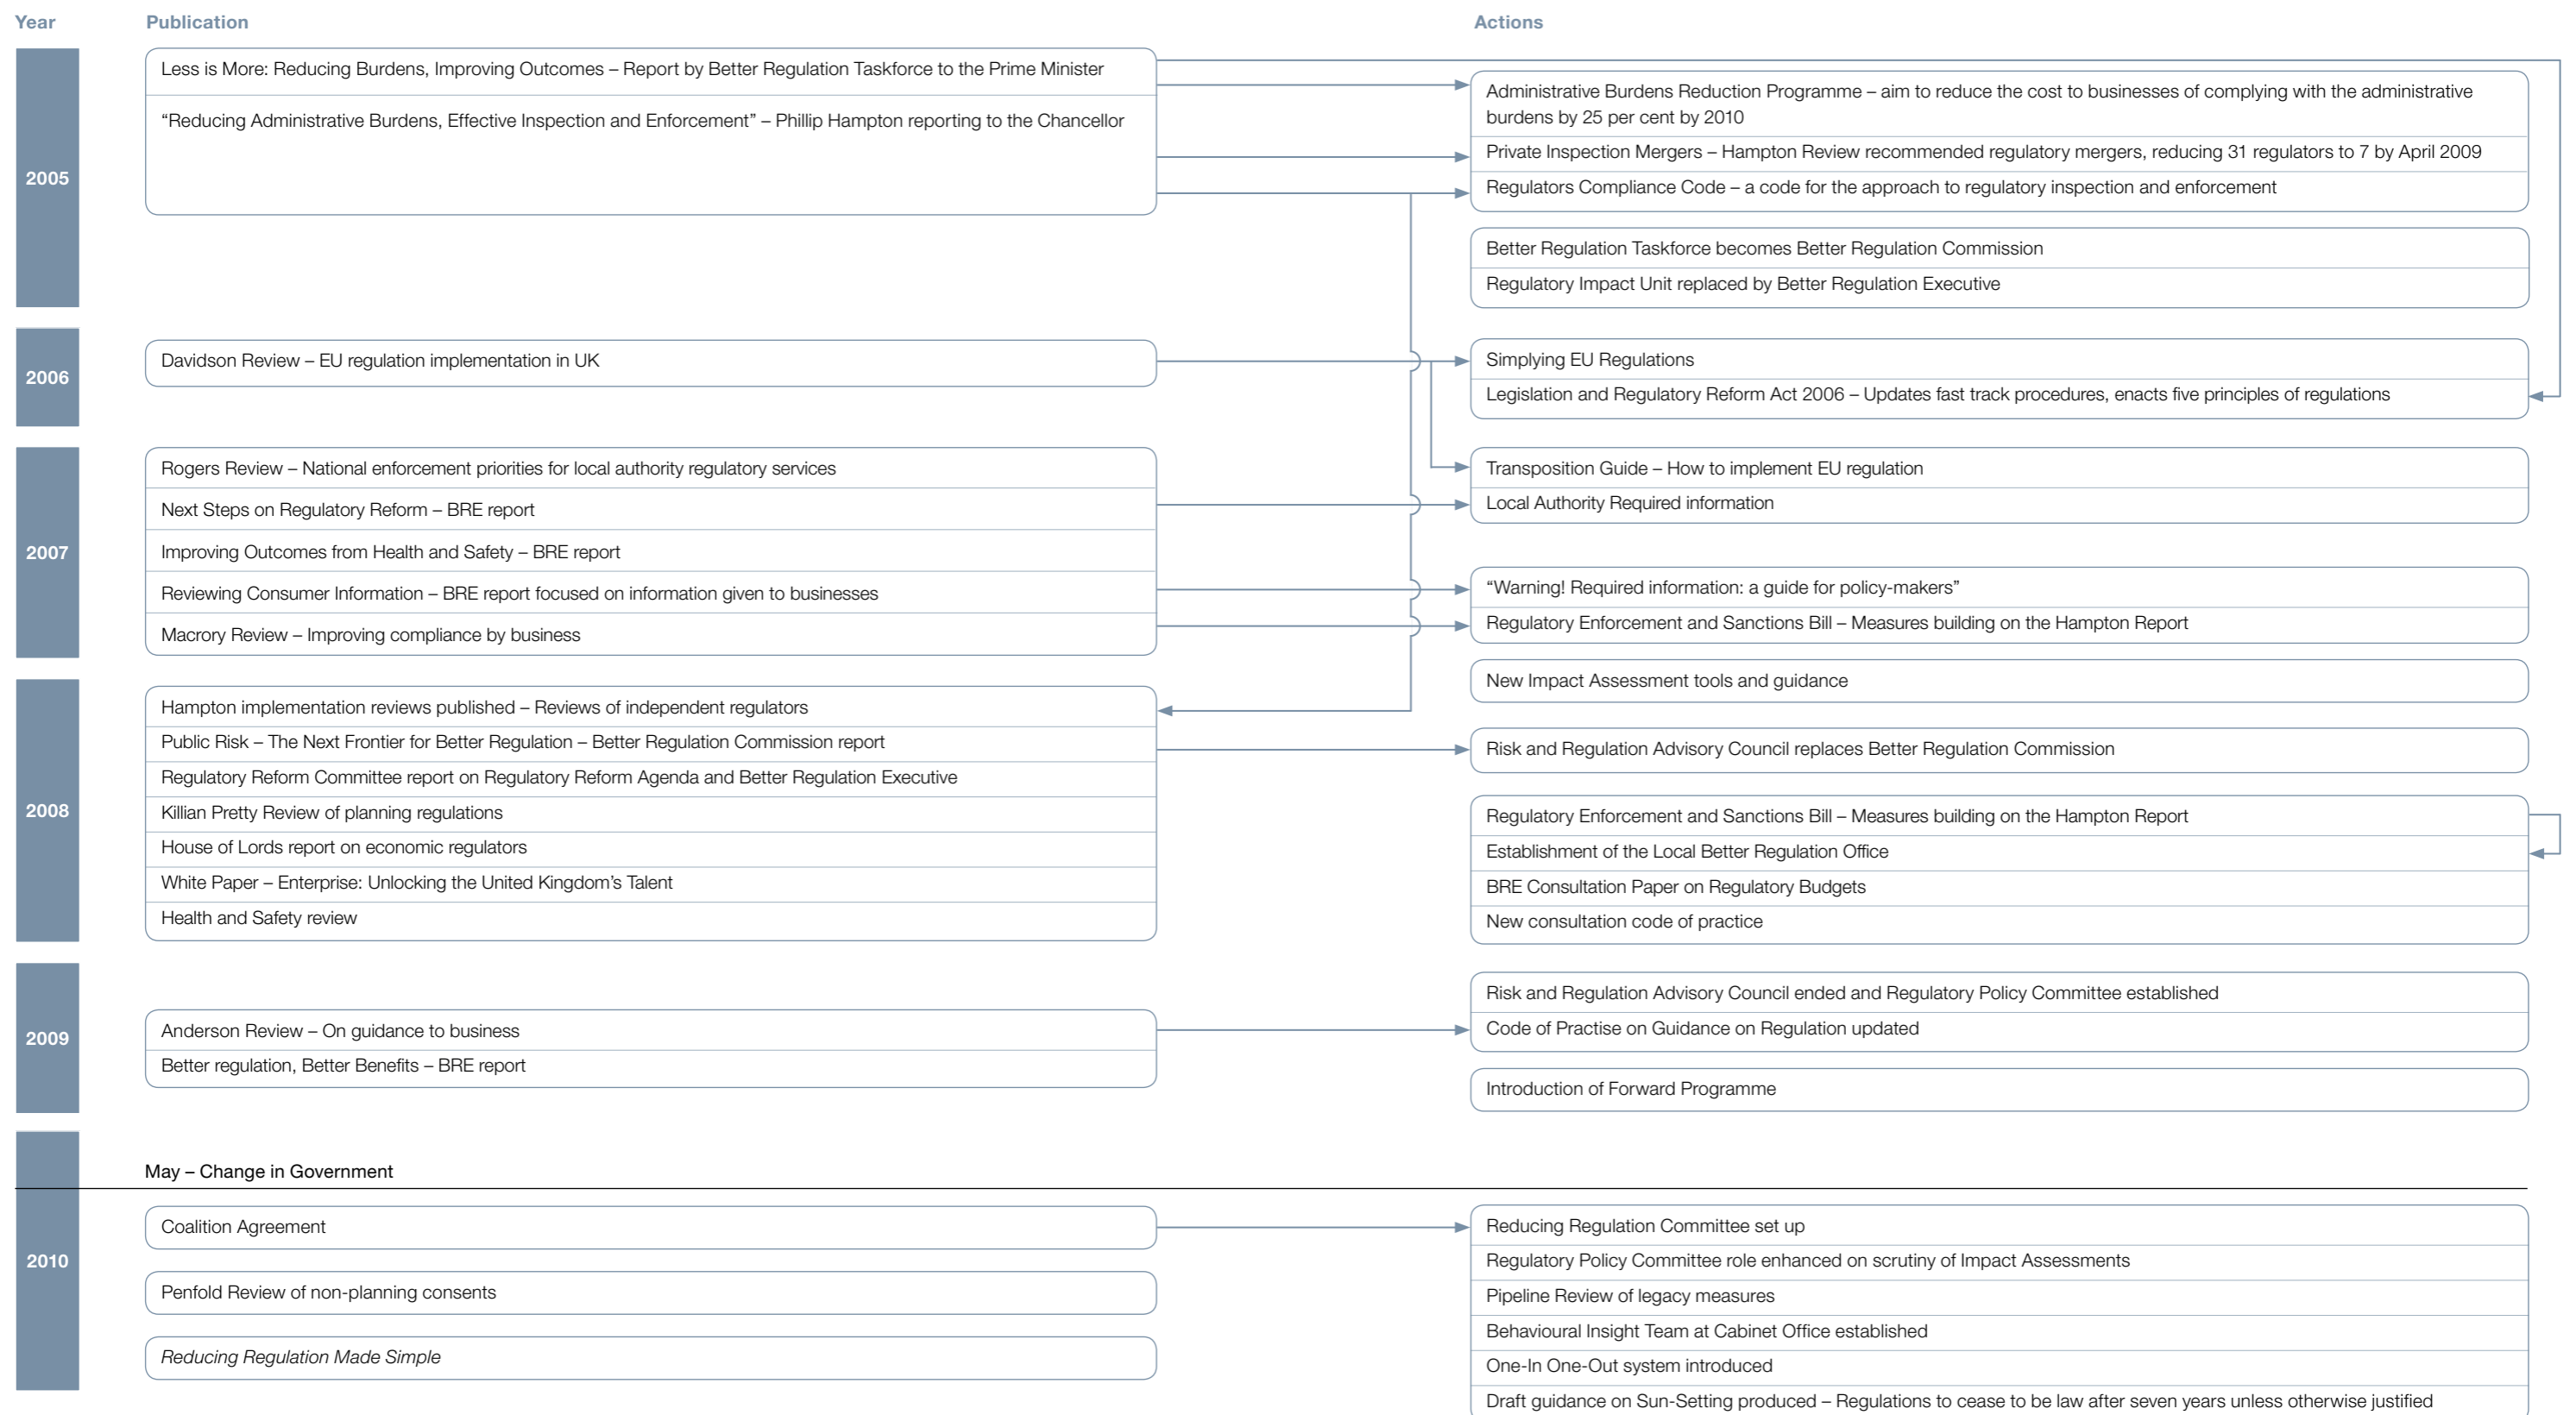 Year
Publication
Actions
2005
Less is More: Reducing Burdens, Improving Outcomes – Report by Better Regulation Taskforce to the Prime Minister
“Reducing Administrative Burdens, Effective Inspection and Enforcement” – Phillip Hampton reporting to the Chancellor
Administrative Burdens Reduction Programme – aim to reduce the cost to businesses of complying with the administrative
burdens by 25 per cent by 2010
Private Inspection Mergers – Hampton Review recommended regulatory mergers, reducing 31 regulators to 7 by April 2009
Regulators Compliance Code – a code for the approach to regulatory inspection and enforcement
Better Regulation Taskforce becomes Better Regulation Commission
Regulatory Impact Unit replaced by Better Regulation Executive
2006
Davidson Review – EU regulation implementation in UK
Simplying EU Regulations
Legislation and Regulatory Reform Act 2006 – Updates fast track procedures, enacts five principles of regulations
2007
Rogers Review – National enforcement priorities for local authority regulatory services
Next Steps on Regulatory Reform – BRE report
Improving Outcomes from Health and Safety – BRE report
Reviewing Consumer Information – BRE report focused on information given to businesses
Macrory Review – Improving compliance by business
Transposition Guide – How to implement EU regulation
Local Authority Required information
“Warning! Required information: a guide for policy-makers”
Regulatory Enforcement and Sanctions Bill – Measures building on the Hampton Report
New Impact Assessment tools and guidance
2008
Hampton implementation reviews published – Reviews of independent regulators
Public Risk – The Next Frontier for Better Regulation – Better Regulation Commission report
Regulatory Reform Committee report on Regulatory Reform Agenda and Better Regulation Executive
Killian Pretty Review of planning regulations
House of Lords report on economic regulators
White Paper – Enterprise: Unlocking the United Kingdom’s Talent
Health and Safety review
Risk and Regulation Advisory Council replaces Better Regulation Commission
Regulatory Enforcement and Sanctions Bill – Measures building on the Hampton Report
Establishment of the Local Better Regulation Office
BRE Consultation Paper on Regulatory Budgets
New consultation code of practice
2009
Anderson Review – On guidance to business
Better regulation, Better Benefits – BRE report
Risk and Regulation Advisory Council ended and Regulatory Policy Committee established
Code of Practise on Guidance on Regulation updated
Introduction of Forward Programme
May – Change in Government
2010
Coalition Agreement
Penfold Review of non-planning consents
Reducing Regulation Made Simple
Reducing Regulation Committee set up
Regulatory Policy Committee role enhanced on scrutiny of Impact Assessments
Pipeline Review of legacy measures
Behavioural Insight Team at Cabinet Office established
One-In One-Out system introduced
Draft guidance on Sun-Setting produced – Regulations to cease to be law after seven years unless otherwise justified